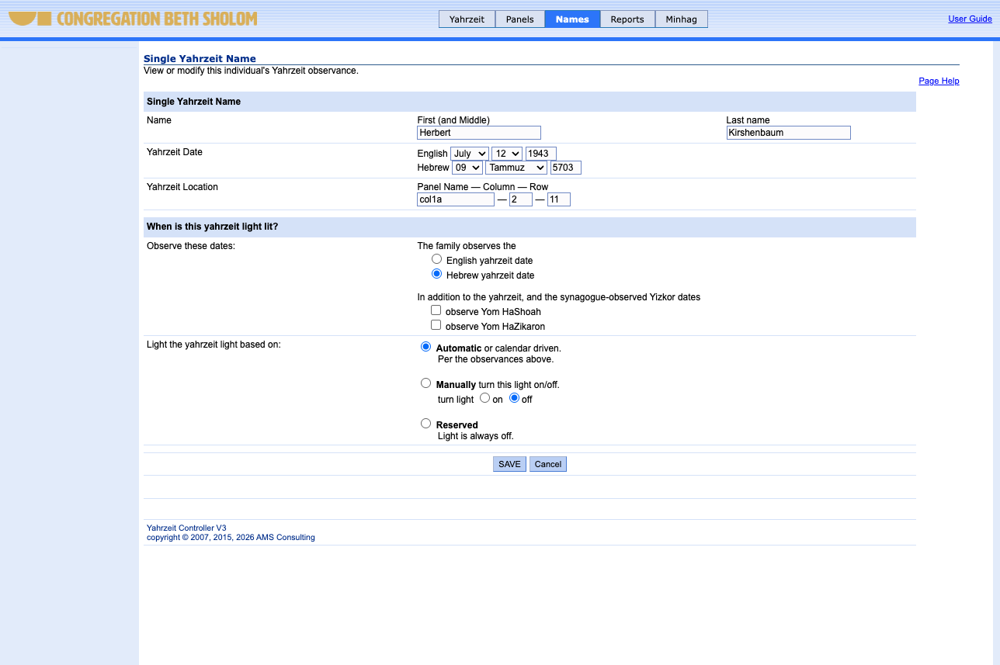 CONGREGATION BETH SHOLOM
Yahrzeit Panels Names Reports Minhag
User Guide
Single Yahrzeit Name
View or modify this individual's Yahrzeit observance.
Page Help
Single Yahrzeit Name
Name First (and Middle) Last name
Herbert Kirshenbaum
Yahrzeit Date English July 12 1943
Hebrew 09 Tammuz 5703
Yahrzeit Location Panel Name — Column — Row
col1a — 2 — 11
When is this yahrzeit light lit?
Observe these dates: The family observes the
English yahrzeit date
Hebrew yahrzeit date
In addition to the yahrzeit, and the synagogue-observed Yizkor dates
observe Yom HaShoah
observe Yom HaZikaron
Light the yahrzeit light based on: Automatic or calendar driven.
Per the observances above.
Manually turn this light on/off.
turn light on off
Reserved
Light is always off.
SAVE Cancel
Yahrzeit Controller V3
copyright © 2007, 2015, 2026 AMS Consulting